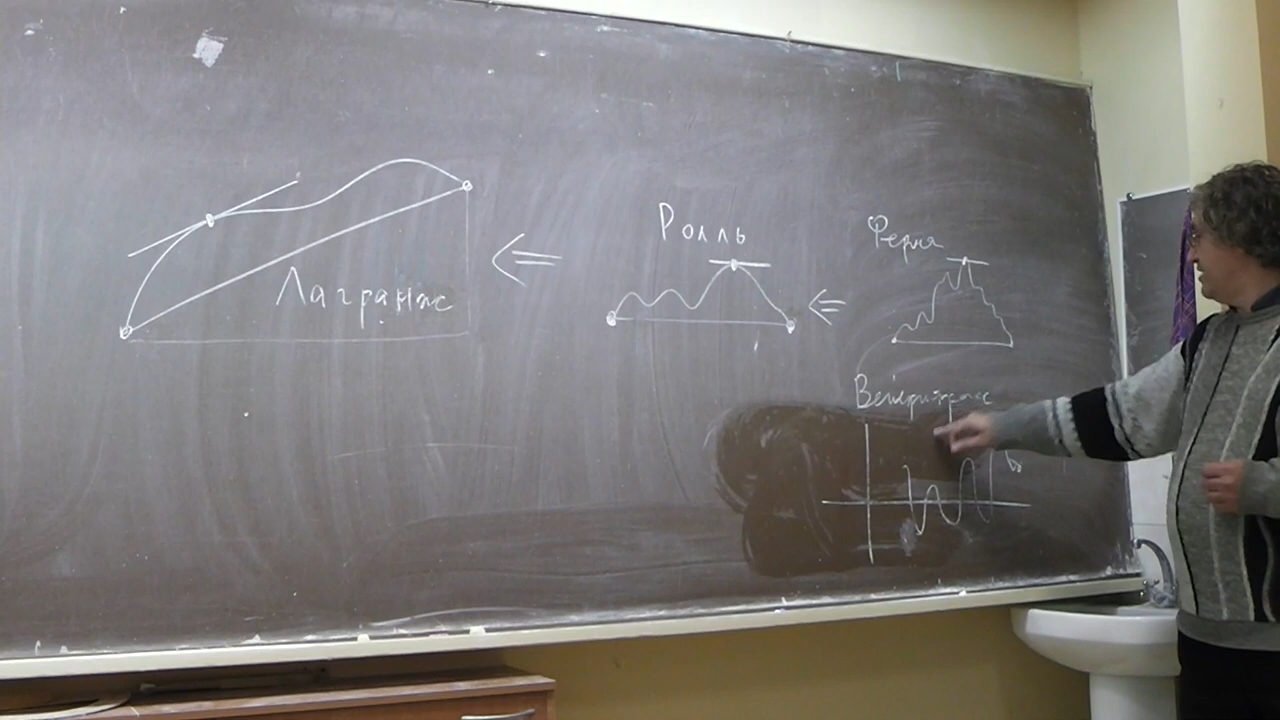 Лагранж
⇐
Ролль
⇐
Ферма
Вейерштрасс